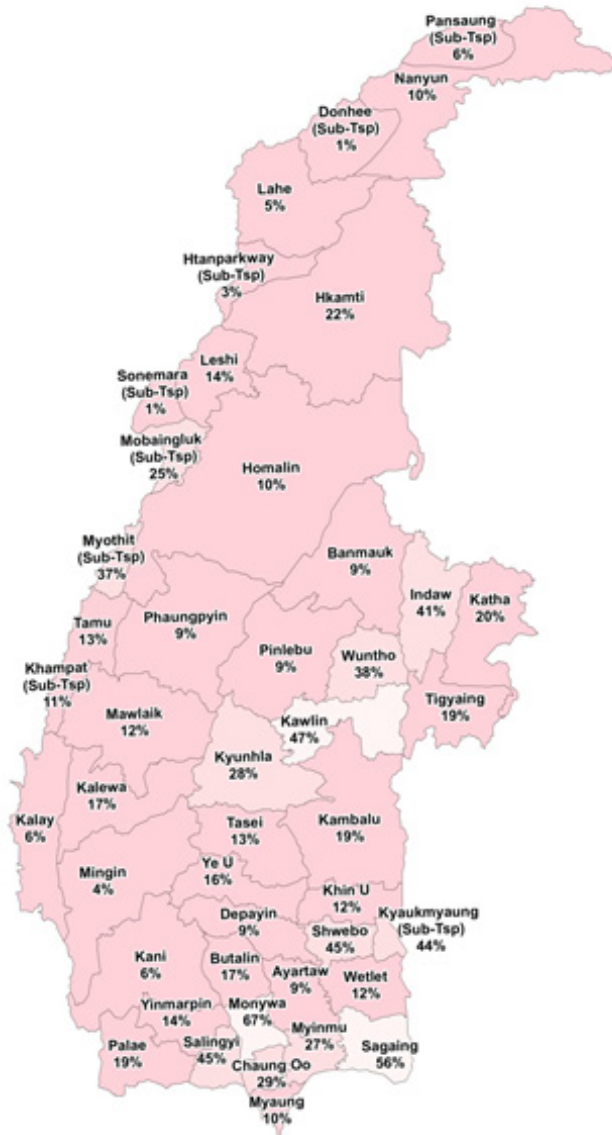 Pansaung
(Sub-Tsp)
6%
Nanyun
10%
Donhee
(Sub-Tsp)
1%
Lahe
5%
Htanparkway
(Sub-Tsp)
3%
Hkamti
22%
Leshi
14%
Sonemara
(Sub-Tsp)
1%
Mobaingluk
(Sub-Tsp)
25%
Homalin
10%
Myothit
(Sub-Tsp)
37%
Banmauk
9%
Indaw
41%
Katha
20%
Tamu
13%
Phaungpyin
9%
Pinlebu
9%
Wuntho
38%
Khampat
(Sub-Tsp)
11%
Mawlaik
12%
Tigyaing
19%
Kawlin
47%
Kyunhla
28%
Kalewa
17%
Kalay
6%
Tasei
13%
Kambalu
19%
Mingin
4%
Ye U
16%
Khin U
12%
Kyaukmyaung
(Sub-Tsp)
44%
Depayin
9%
Shwebo
45%
Kani
6%
Butalin
17%
Ayartaw
9%
Wetlet
12%
Yinmarpin
14%
Monywa
67%
Myinmu
27%
Sagaing
56%
Palae
19%
Salingyi
45%
Chaung Oo
29%
Myaung
10%